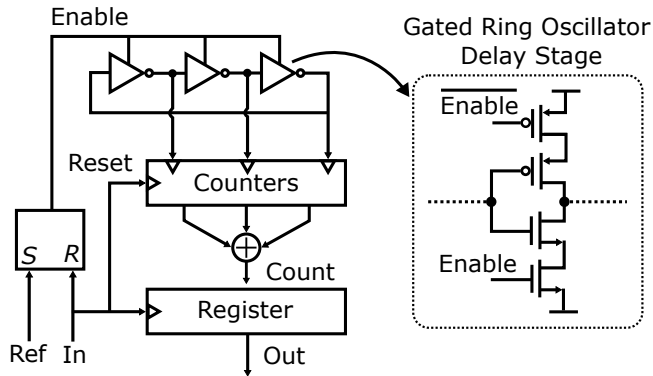 Enable
Gated Ring Oscillator
Delay Stage
Enable
Reset
Counters
S R
Enable
Count
Register
Ref In
Out